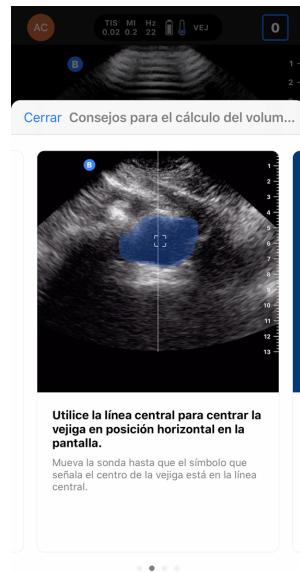 AC
TIS MI Hz
0.02 0.2 22
VEJ
0
B
1
2
Cerrar Consejos para el cálculo del volum...
B
1
2
3
4
5
6
7
8
9
10
11
12
13
Utilice la línea central para centrar la
vejiga en posición horizontal en la
pantalla.
Mueva la sonda hasta que el símbolo que
señala el centro de la vejiga está en la línea
central.